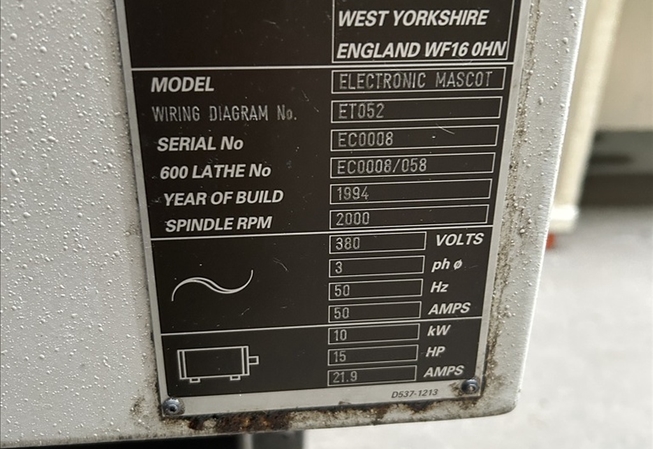 WEST YORKSHIRE
ENGLAND WF16 0HN
MODEL ELECTRONIC MASCOT
WIRING DIAGRAM No. ET052
SERIAL No EC0008
600 LATHE No EC0008/058
YEAR OF BUILD 1994
SPINDLE RPM 2000
380 VOLTS
3 ph ø
50 Hz
50 AMPS
10 kW
15 HP
21.9 AMPS
D537-1213